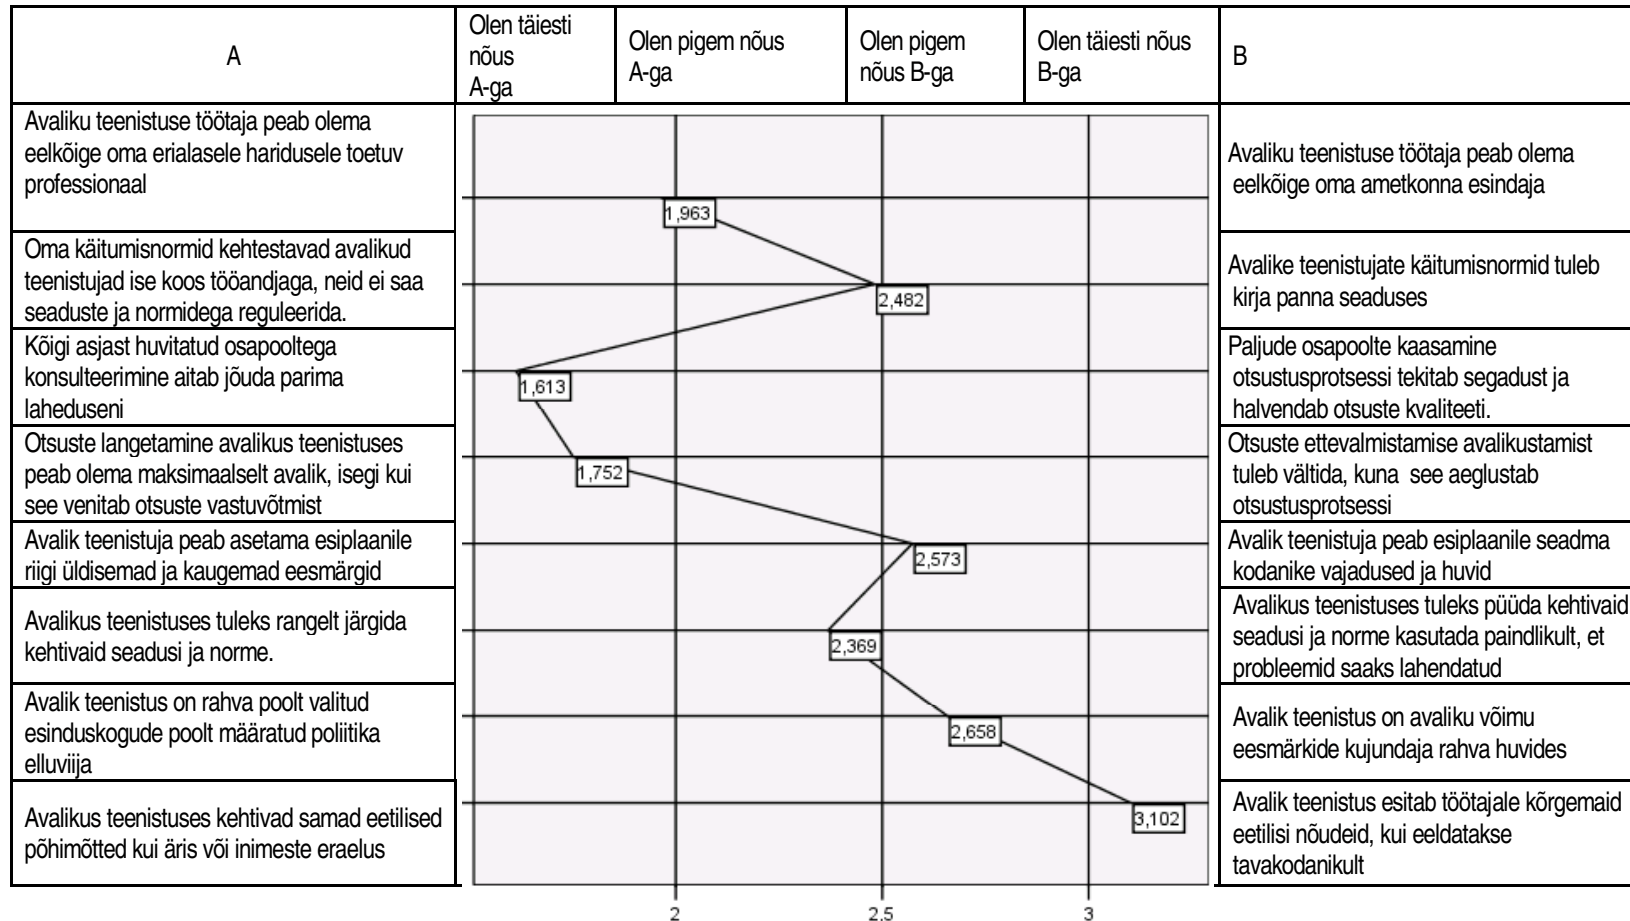 A
Olen täiesti
nõus
A-ga
Olen pigem nõus
A-ga
Olen pigem
nõus B-ga
Olen täiesti nõus
B-ga
B
Avaliku teenistuse töötaja peab olema
eelkõige oma erialasele haridusele toetuv
professionaal
1,963
Avaliku teenistuse töötaja peab olema
eelkõige oma ametkonna esindaja
Oma käitumisnormid kehtestavad avalikud
teenistujad ise koos tööandjaga, neid ei saa
seaduste ja normidega reguleerida.
2,482
Avalike teenistujate käitumisnormid tuleb
kirja panna seaduses
Kõigi asjast huvitatud osapooltega
konsulteerimine aitab jõuda parima
laheduseni
1,613
Paljude osapoolte kaasamine
otsustusprotsessi tekitab segadust ja
halvendab otsuste kvaliteeti.
Otsuste langetamine avalikus teenistuses
peab olema maksimaalselt avalik, isegi kui
see venitab otsuste vastuvõtmist
1,752
Otsuste ettevalmistamise avalikustamist
tuleb vältida, kuna see aeglustab
otsustusprotsessi
Avalik teenistuja peab asetama esiplaanile
riigi üldisemad ja kaugemad eesmärgid
2,573
Avalik teenistuja peab esiplaanile seadma
kodanike vajadused ja huvid
Avalikus teenistuses tuleks rangelt järgida
kehtivaid seadusi ja norme.
2,369
Avalikus teenistuses tuleks püüda kehtivaid
seadusi ja norme kasutada paindlikult, et
probleemid saaks lahendatud
Avalik teenistus on rahva poolt valitud
esinduskogude poolt määratud poliitika
elluviija
2,658
Avalik teenistus on avaliku võimu
eesmärkide kujundaja rahva huvides
Avalikus teenistuses kehtivad samad eetilised
põhimõtted kui äris või inimeste eraelus
3,102
Avalik teenistus esitab töötajale kõrgemaid
eetilisi nõudeid, kui eeldatakse
tavakodanikult
2
2.5
3